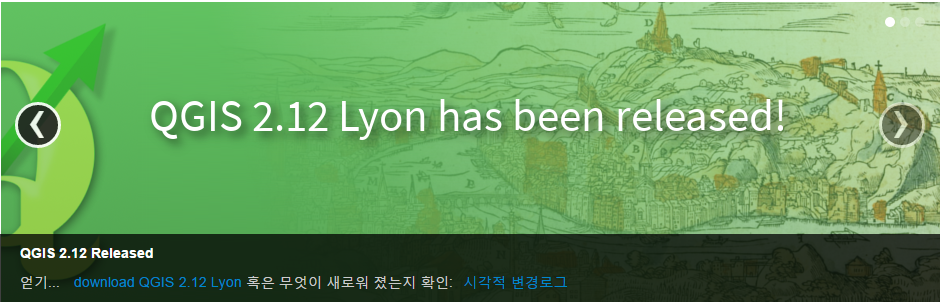 QGIS 2.12 Lyon has been released!
QGIS 2.12 Released
얻기... download QGIS 2.12 Lyon 혹은 무엇이 새로워 졌는지 확인: 시각적 변경로그